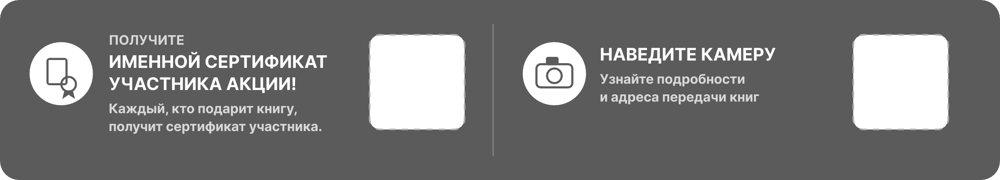 ПОЛУЧИТЕ
ИМЕННОЙ СЕРТИФИКАТ
УЧАСТНИКА АКЦИИ!
Каждый, кто подарит книгу,
получит сертификат участника.
НАВЕДИТЕ КАМЕРУ
Узнайте подробности
и адреса передачи книг